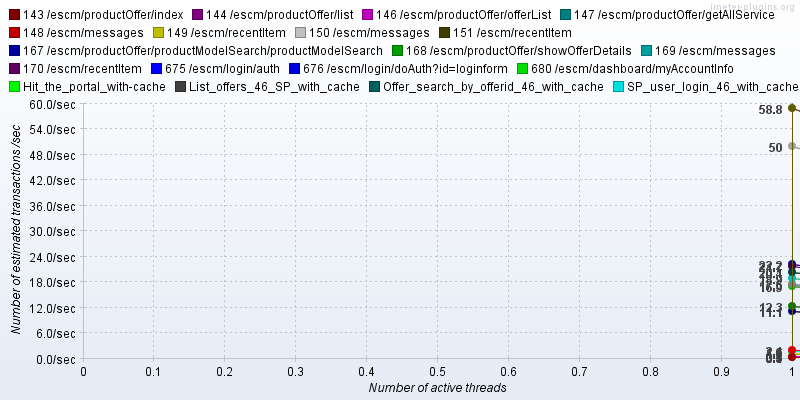 jmeter-plugins.org
143 /escm/productOffer/index 144 /escm/productOffer/list 146 /escm/productOffer/offerList 147 /escm/productOffer/getAllService
148 /escm/messages 149 /escm/recentItem 150 /escm/messages 151 /escm/recentItem
167 /escm/productOffer/productModelSearch/productModelSearch 168 /escm/productOffer/showOfferDetails 169 /escm/messages
170 /escm/recentItem 675 /escm/login/auth 676 /escm/login/doAuth?id=loginform 680 /escm/dashboard/myAccountInfo
Hit_the_portal_with-cache List_offers_46_SP_with_cache Offer_search_by_offerid_46_with_cache SP_user_login_46_with_cache
60.0/sec
58.8
54.0/sec
50
48.0/sec
42.0/sec
36.0/sec
30.0/sec
24.0/sec
18.0/sec
12.3
12.0/sec
11.1
6.0/sec
0.0/sec
Number of estimated transactions /sec
0 0.1 0.2 0.3 0.4 0.5 0.6 0.7 0.8 0.9 1
Number of active threads